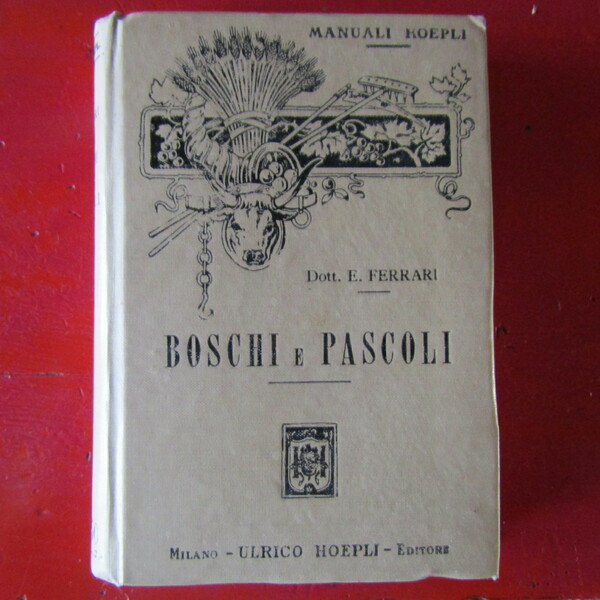 MANUALI HOEPLI
Dott. E. FERRARI
BOSCHI E PASCOLI
MILANO - ULRICO HOEPLI - EDITORE